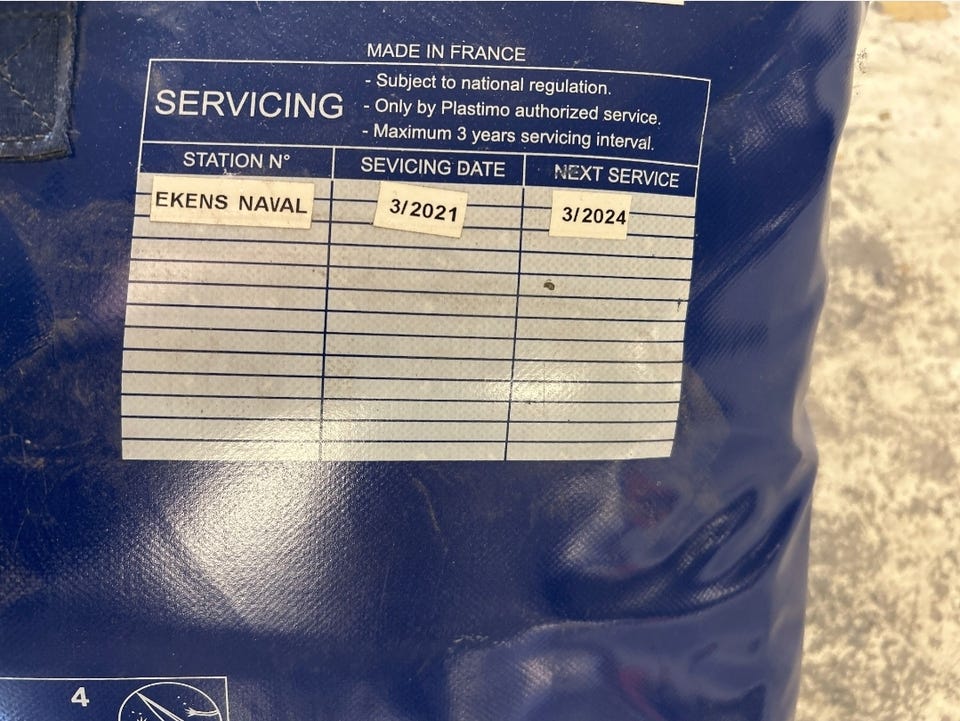 MADE IN FRANCE
SERVICING
- Subject to national regulation.
- Only by Plastimo authorized service.
- Maximum 3 years servicing interval.
STATION N° SEVICING DATE NEXT SERVICE
EKENS NAVAL 3/2021 3/2024
4